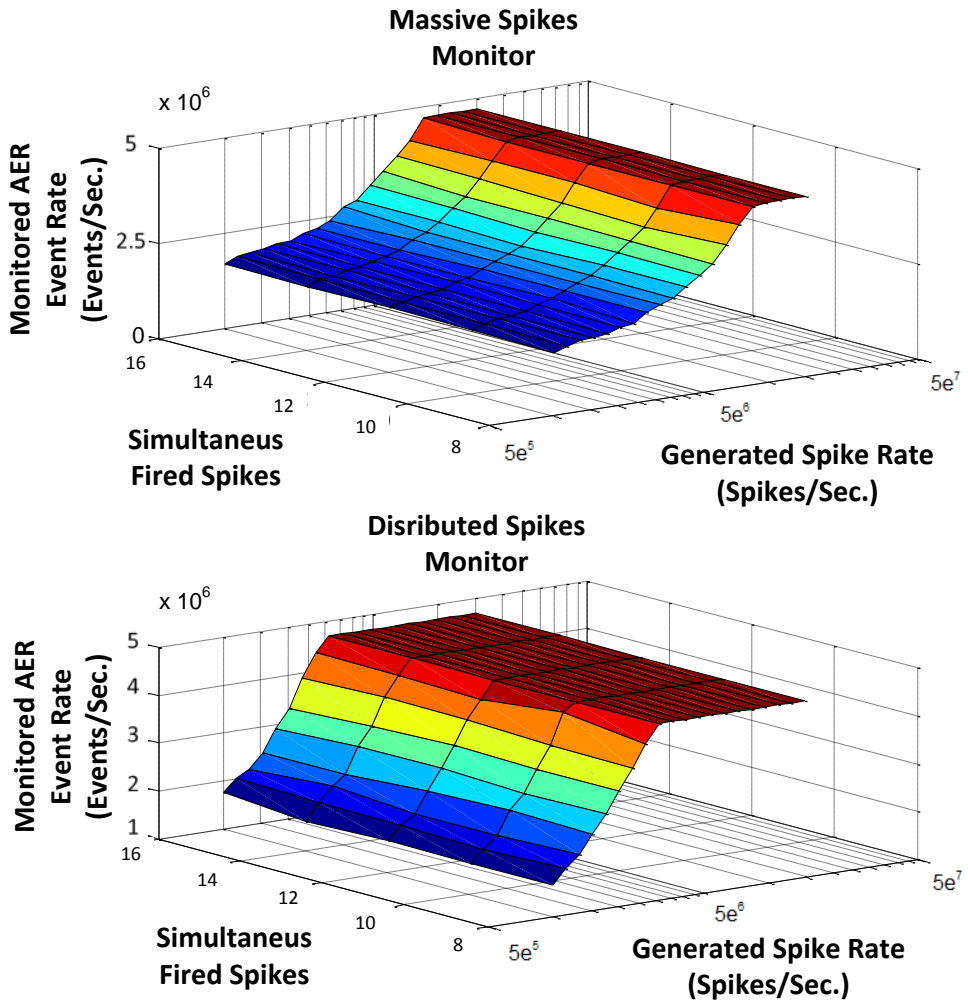 Massive Spikes
Monitor
x 10^6
Monitored AER
Event Rate
(Events/Sec.)
5
2.5
0
16
14
12
10
8
5e^5
5e^6
5e^7
Simultaneus
Fired Spikes
Generated Spike Rate
(Spikes/Sec.)
Disributed Spikes
Monitor
x 10^6
Monitored AER
Event Rate
(Events/Sec.)
5
4
3
2
1
16
14
12
10
8
5e^5
5e^6
5e^7
Simultaneus
Fired Spikes
Generated Spike Rate
(Spikes/Sec.)